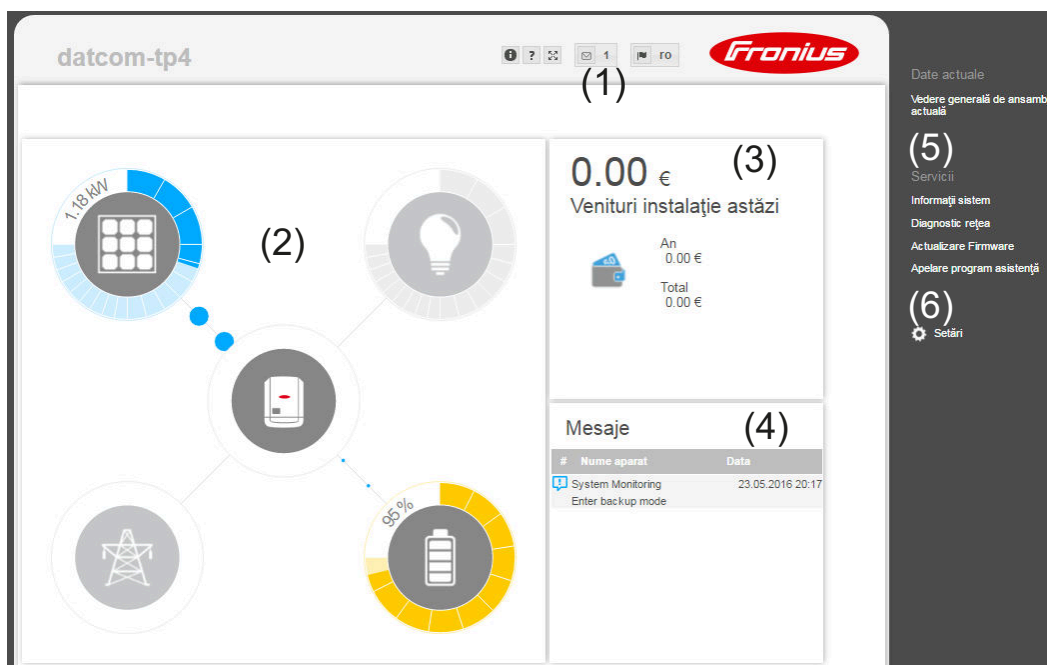 datcom-tp4
i ? 1 ro
Fronius
(1)
1.18 kW
(2)
95 %
0.00 €
(3)
Venituri instalaţie astăzi
An
0.00 €
Total
0.00 €
Mesaje
(4)
# Nume aparat Data
System Monitoring 23.05.2016 20:17
Enter backup mode
Date actuale
Vedere generală de ansamb
actuală
(5)
Servicii
Informaţii sistem
Diagnostic reţea
Actualizare Firmware
Apelare program asistenţă
(6)
Setări